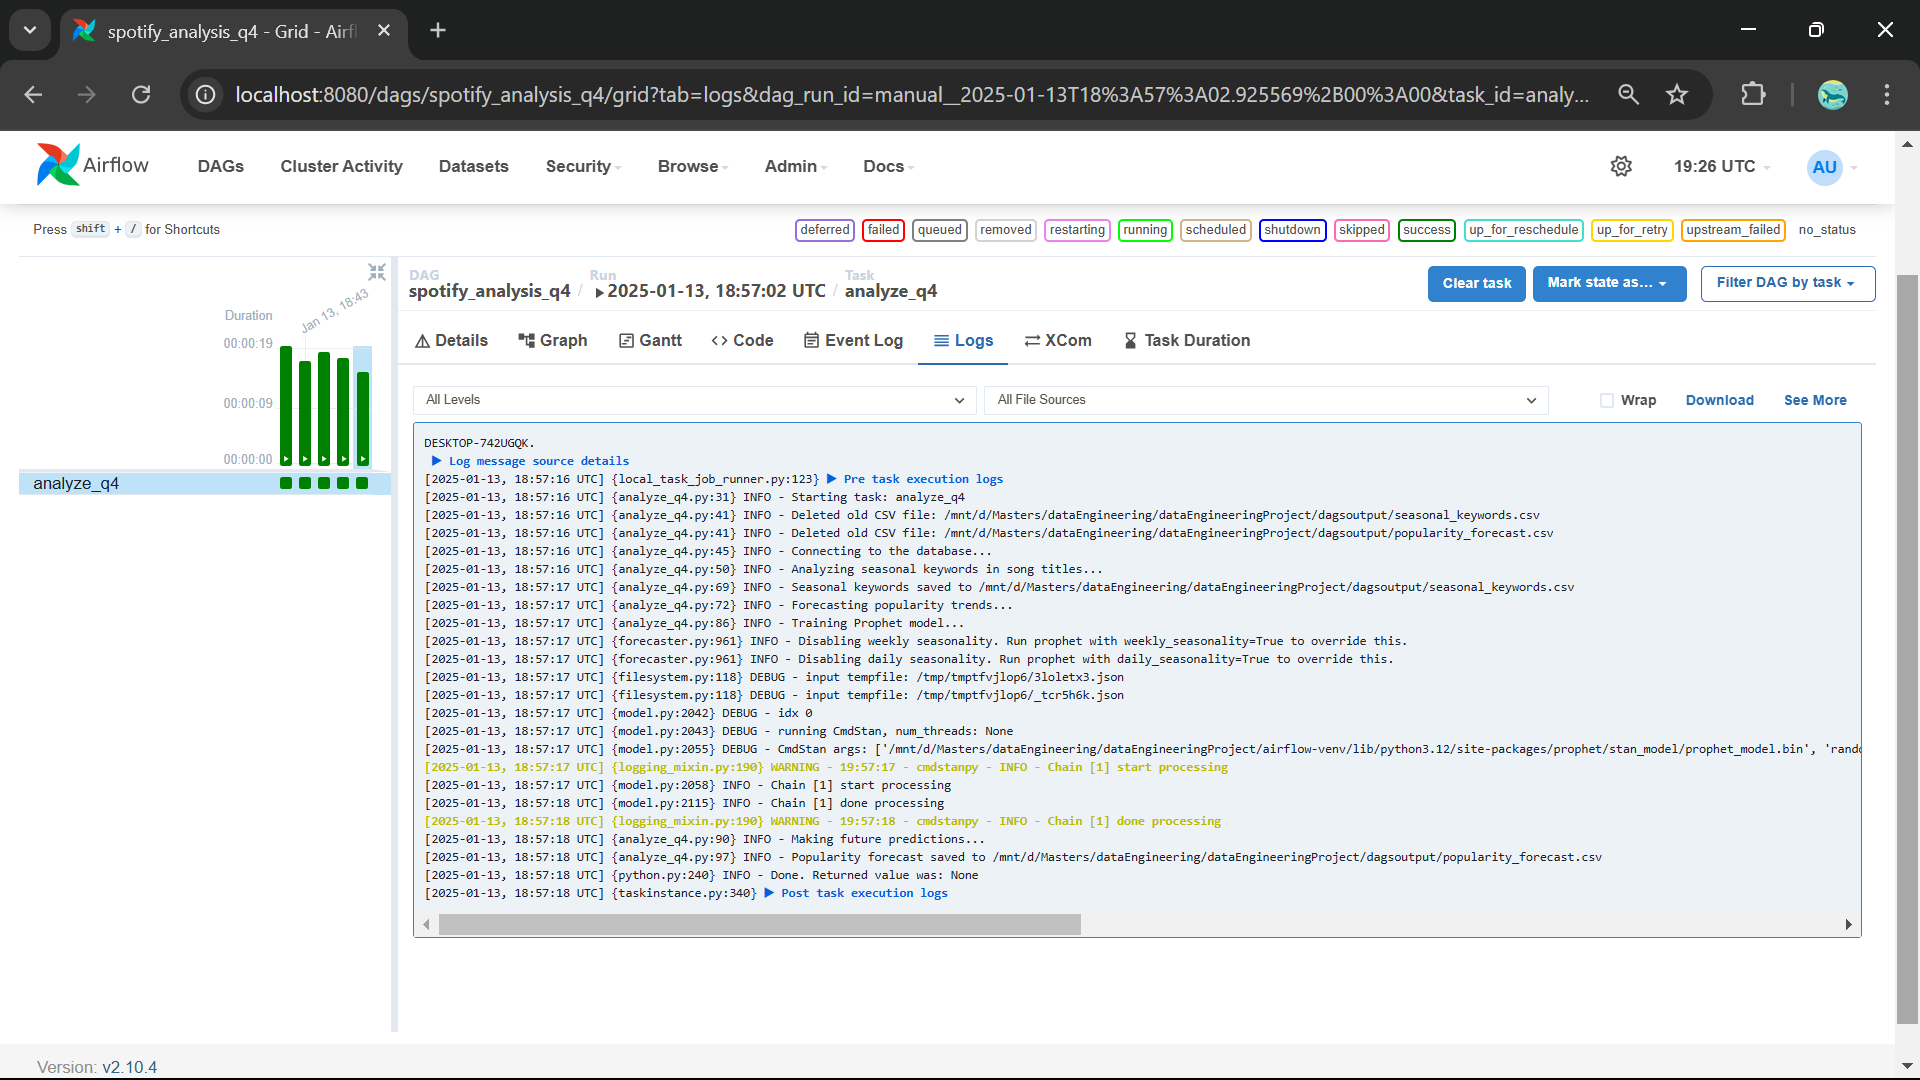 spotify_analysis_q4 - Grid - Airfl
localhost:8080/dags/spotify_analysis_q4/grid?tab=logs&dag_run_id=manual__2025-01-13T18%3A57%3A02.925569%2B00%3A00&task_id=analy...
Airflow DAGs Cluster Activity Datasets Security Browse Admin Docs 19:26 UTC AU
Press shift + / for Shortcuts
deferred failed queued removed restarting running scheduled shutdown skipped success up_for_reschedule up_for_retry upstream_failed no_status
Jan 13, 18:43
Duration
00:00:19
00:00:09
00:00:00
analyze_q4
DAG Run Task
spotify_analysis_q4 / 2025-01-13, 18:57:02 UTC / analyze_q4
Clear task Mark state as... Filter DAG by task
Details Graph Gantt Code Event Log Logs XCom Task Duration
All Levels All File Sources Wrap Download See More
DESKTOP-742UGQK.
▶ Log message source details
[2025-01-13, 18:57:16 UTC] {local_task_job_runner.py:123} ▶ Pre task execution logs
[2025-01-13, 18:57:16 UTC] {analyze_q4.py:31} INFO - Starting task: analyze_q4
[2025-01-13, 18:57:16 UTC] {analyze_q4.py:41} INFO - Deleted old CSV file: /mnt/d/Masters/dataEngineering/dataEngineeringProject/dagsoutput/seasonal_keywords.csv
[2025-01-13, 18:57:16 UTC] {analyze_q4.py:41} INFO - Deleted old CSV file: /mnt/d/Masters/dataEngineering/dataEngineeringProject/dagsoutput/popularity_forecast.csv
[2025-01-13, 18:57:16 UTC] {analyze_q4.py:45} INFO - Connecting to the database...
[2025-01-13, 18:57:16 UTC] {analyze_q4.py:50} INFO - Analyzing seasonal keywords in song titles...
[2025-01-13, 18:57:17 UTC] {analyze_q4.py:69} INFO - Seasonal keywords saved to /mnt/d/Masters/dataEngineering/dataEngineeringProject/dagsoutput/seasonal_keywords.csv
[2025-01-13, 18:57:17 UTC] {analyze_q4.py:72} INFO - Forecasting popularity trends...
[2025-01-13, 18:57:17 UTC] {analyze_q4.py:86} INFO - Training Prophet model...
[2025-01-13, 18:57:17 UTC] {forecaster.py:961} INFO - Disabling weekly seasonality. Run prophet with weekly_seasonality=True to override this.
[2025-01-13, 18:57:17 UTC] {forecaster.py:961} INFO - Disabling daily seasonality. Run prophet with daily_seasonality=True to override this.
[2025-01-13, 18:57:17 UTC] {filesystem.py:118} DEBUG - input tempfile: /tmp/tmptfvjlop6/3loletx3.json
[2025-01-13, 18:57:17 UTC] {filesystem.py:118} DEBUG - input tempfile: /tmp/tmptfvjlop6/_tcr5h6k.json
[2025-01-13, 18:57:17 UTC] {model.py:2042} DEBUG - idx 0
[2025-01-13, 18:57:17 UTC] {model.py:2043} DEBUG - running CmdStan, num_threads: None
[2025-01-13, 18:57:17 UTC] {model.py:2055} DEBUG - CmdStan args: ['/mnt/d/Masters/dataEngineering/dataEngineeringProject/airflow-venv/lib/python3.12/site-packages/prophet/stan_model/prophet_model.bin', 'rando
[2025-01-13, 18:57:17 UTC] {logging_mixin.py:190} WARNING - 19:57:17 - cmdstanpy - INFO - Chain [1] start processing
[2025-01-13, 18:57:17 UTC] {model.py:2058} INFO - Chain [1] start processing
[2025-01-13, 18:57:18 UTC] {model.py:2115} INFO - Chain [1] done processing
[2025-01-13, 18:57:18 UTC] {logging_mixin.py:190} WARNING - 19:57:18 - cmdstanpy - INFO - Chain [1] done processing
[2025-01-13, 18:57:18 UTC] {analyze_q4.py:90} INFO - Making future predictions...
[2025-01-13, 18:57:18 UTC] {analyze_q4.py:97} INFO - Popularity forecast saved to /mnt/d/Masters/dataEngineering/dataEngineeringProject/dagsoutput/popularity_forecast.csv
[2025-01-13, 18:57:18 UTC] {python.py:240} INFO - Done. Returned value was: None
[2025-01-13, 18:57:18 UTC] {taskinstance.py:340} ▶ Post task execution logs
Version: v2.10.4